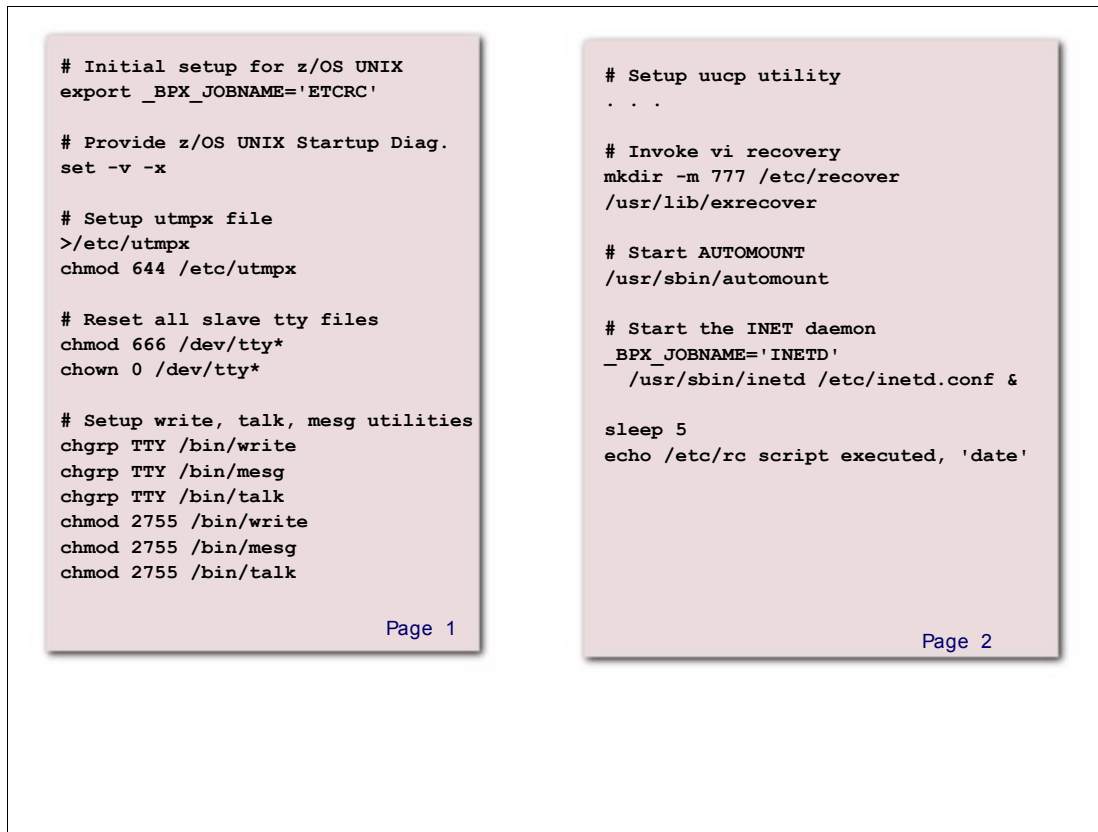 # Initial setup for z/OS UNIX
export _BPX_JOBNAME='ETCRC'
# Provide z/OS UNIX Startup Diag.
set -v -x
# Setup utmpx file
>/etc/utmpx
chmod 644 /etc/utmpx
# Reset all slave tty files
chmod 666 /dev/tty*
chown 0 /dev/tty*
# Setup write, talk, mesg utilities
chgrp TTY /bin/write
chgrp TTY /bin/mesg
chgrp TTY /bin/talk
chmod 2755 /bin/write
chmod 2755 /bin/mesg
chmod 2755 /bin/talk
Page 1
# Setup uucp utility
. . .
# Invoke vi recovery
mkdir -m 777 /etc/recover
/usr/lib/exrecover
# Start AUTOMOUNT
/usr/sbin/automount
# Start the INET daemon
_BPX_JOBNAME='INETD'
/usr/sbin/inetd /etc/inetd.conf &
sleep 5
echo /etc/rc script executed, 'date'
Page 2